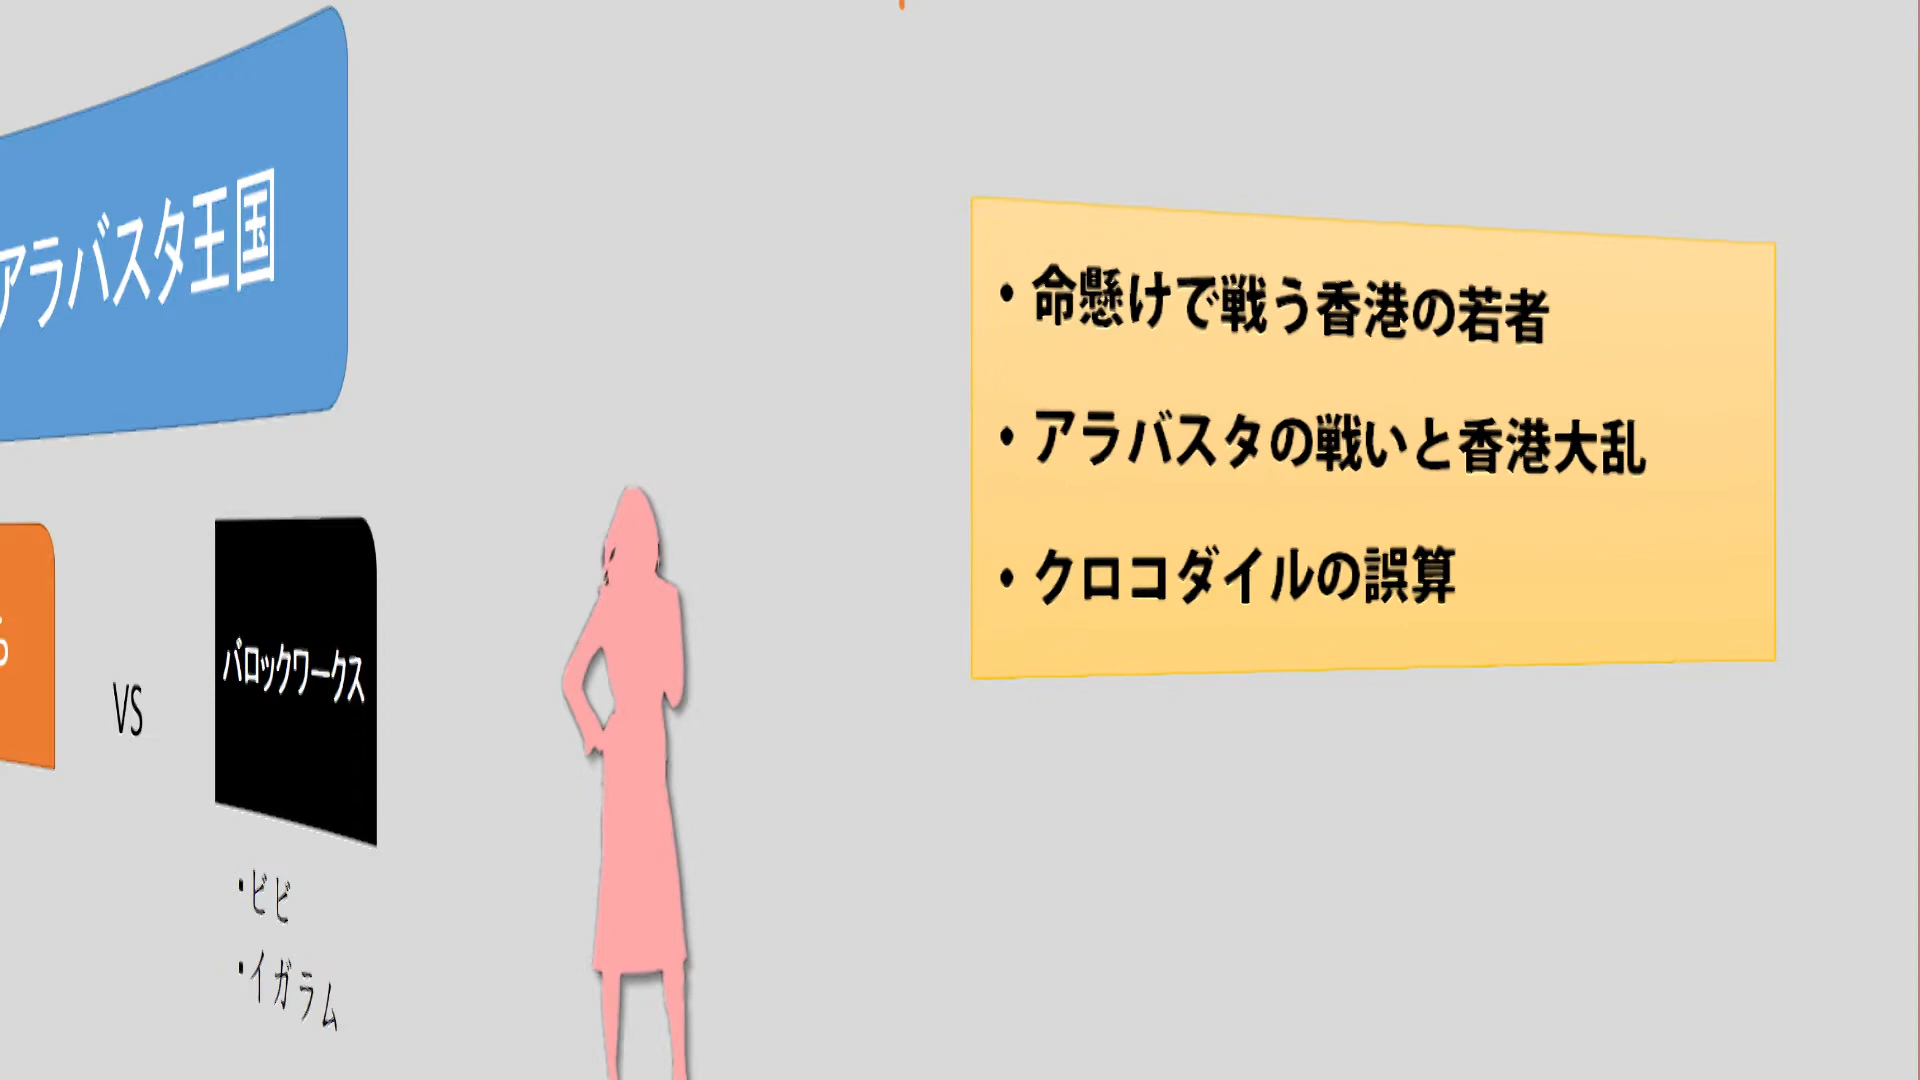 アラバスタ王国
VS
バロックワークス
・ビビ
・イガラム
・命懸けで戦う香港の若者
・アラバスタの戦いと香港大乱
・クロコダイルの誤算